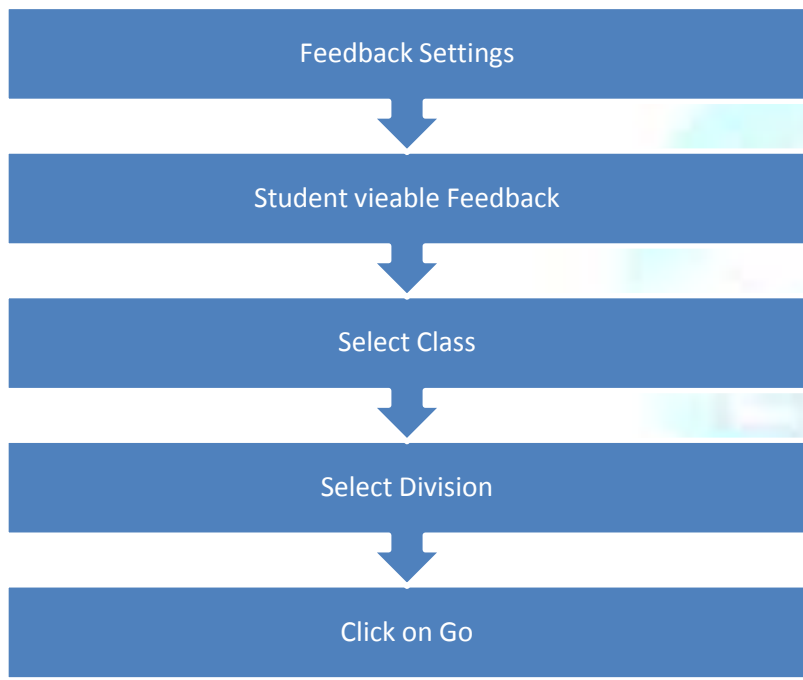 Feedback Settings
Student vieable Feedback
Select Class
Select Division
Click on Go